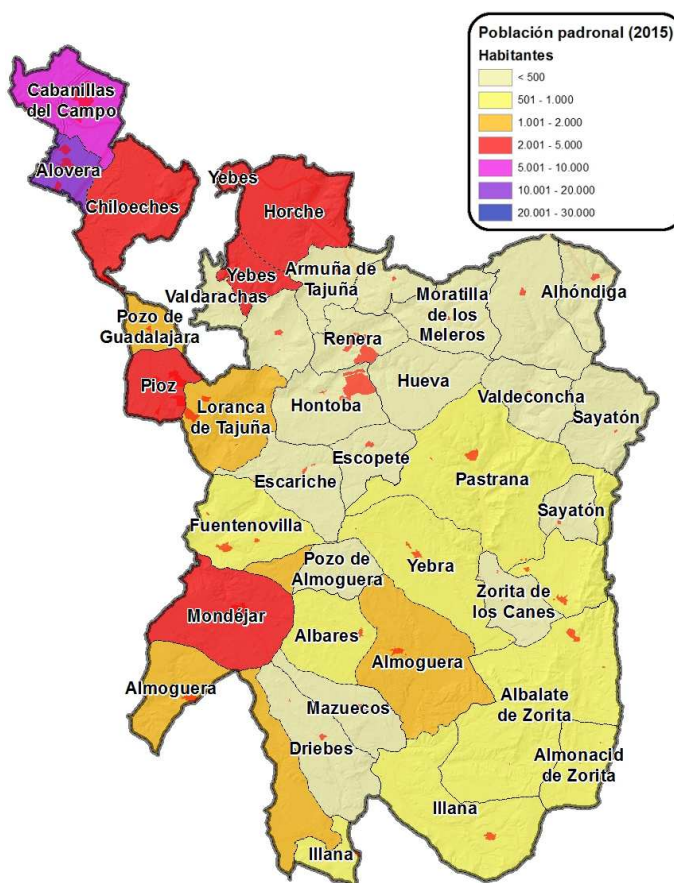 Población padronal (2015)
Habitantes
< 500
501 - 1.000
1.001 - 2.000
2.001 - 5.000
5.001 - 10.000
10.001 - 20.000
20.001 - 30.000
Cabanillas
del Campo
Alovera
Chiloeches
Yebes
Horche
Yebes
Armuña de
Tajuña
Valdarachas
Moratilla
de los
Meleros
Alhóndiga
Pozo de
Guadalajara
Renera
Pioz
Loranca
de Tajuña
Hontoba
Hueva
Valdeconcha
Sayatón
Escopete
Escariche
Pastrana
Sayatón
Fuentenovilla
Pozo de
Almoguera
Yebra
Zorita de
los Canes
Mondéjar
Albares
Almoguera
Almoguera
Albalate
de Zorita
Mazuecos
Driebes
Almonacid
de Zorita
Illana
Illana